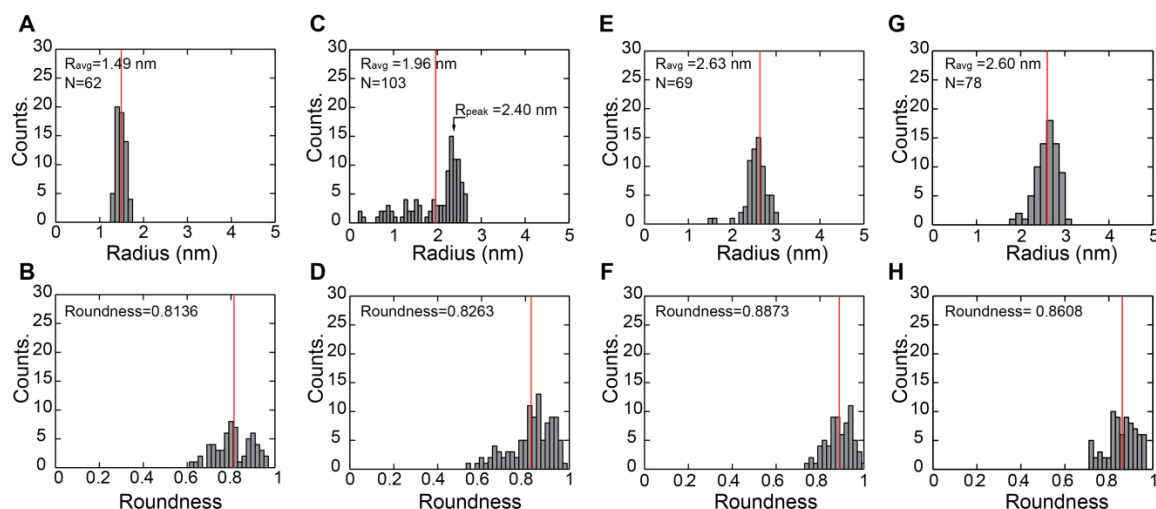 A
Counts.
30
25
20
15
10
5
0
Ravg =1.49 nm
N=62
0 1 2 3 4 5
Radius (nm)
C
Counts.
30
25
20
15
10
5
0
Ravg =1.96 nm
N=103
Rpeak =2.40 nm
0 1 2 3 4 5
Radius (nm)
E
Counts.
30
25
20
15
10
5
0
Ravg =2.63 nm
N=69
0 1 2 3 4 5
Radius (nm)
G
Counts.
30
25
20
15
10
5
0
Ravg =2.60 nm
N=78
0 1 2 3 4 5
Radius (nm)
B
Counts.
30
25
20
15
10
5
0
Roundness=0.8136
0 0.2 0.4 0.6 0.8 1
Roundness
D
Counts.
30
25
20
15
10
5
0
Roundness=0.8263
0 0.2 0.4 0.6 0.8 1
Roundness
F
Counts.
30
25
20
15
10
5
0
Roundness=0.8873
0 0.2 0.4 0.6 0.8 1
Roundness
H
Counts.
30
25
20
15
10
5
0
Roundness= 0.8608
0 0.2 0.4 0.6 0.8 1
Roundness